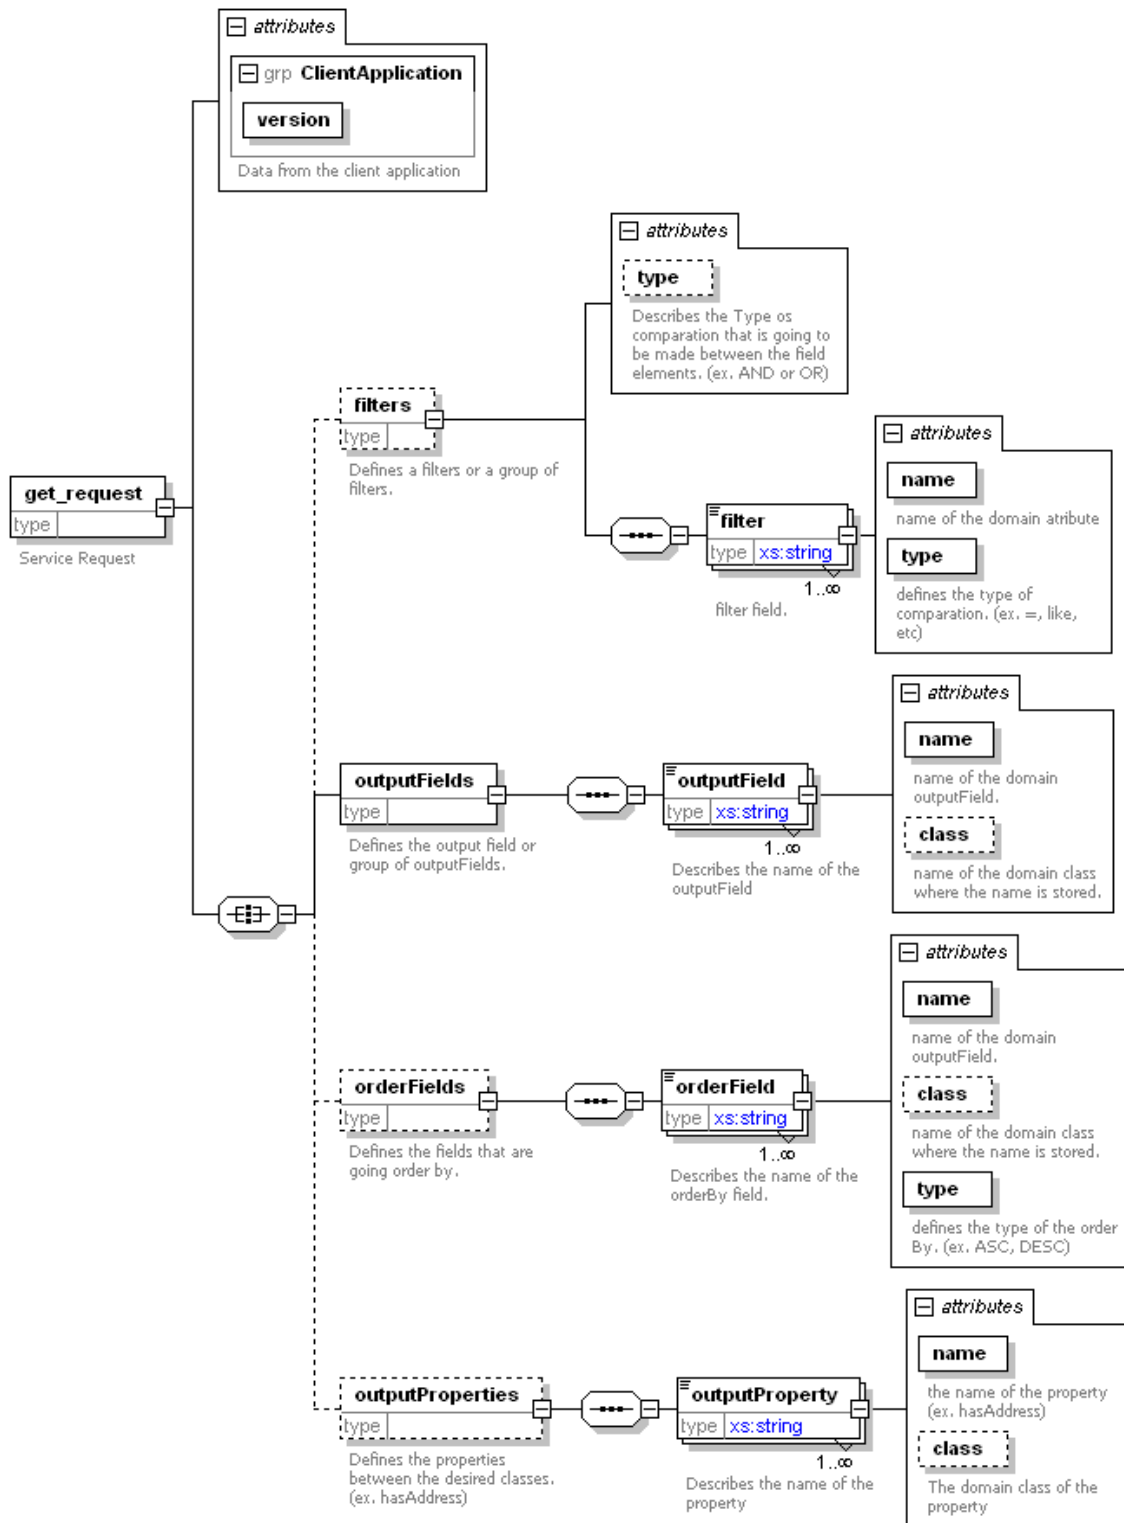 attributes
grp ClientApplication
version
Data from the client application
attributes
type
Describes the Type os
comparation that is going to
be made between the field
elements. (ex. AND or OR)
filters
type
Defines a filters or a group of
filters.
attributes
name
name of the domain atribute
type
defines the type of
comparation. (ex. =, like,
etc)
get_request
type
Service Request
filter
type xs:string
1..∞
filter field.
attributes
name
name of the domain
outputField.
class
name of the domain class
where the name is stored.
outputFields
type
Defines the output field or
group of outputFields.
outputField
type xs:string
1..∞
Describes the name of the
outputField
attributes
name
name of the domain
outputField.
class
name of the domain class
where the name is stored.
type
defines the type of the order
By. (ex. ASC, DESC)
orderFields
type
Defines the fields that are
going order by.
orderField
type xs:string
1..∞
Describes the name of the
orderBy field.
attributes
name
the name of the property
(ex. hasAddress)
class
The domain class of the
property
outputProperties
type
Defines the properties
between the desired classes.
(ex. hasAddress)
outputProperty
type xs:string
1..∞
Describes the name of the
property